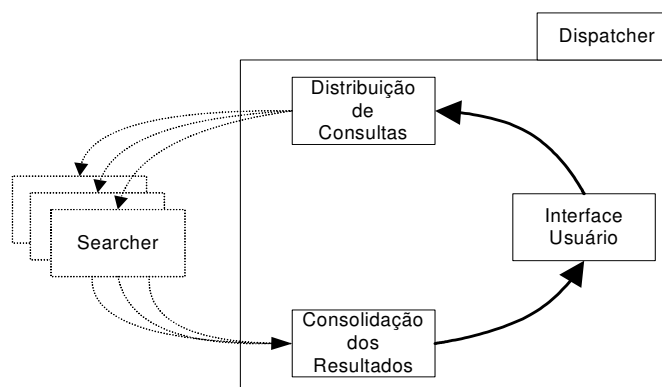 Dispatcher
Distribuição
de
Consultas
Interface
Usuário
Searcher
Consolidação
dos
Resultados